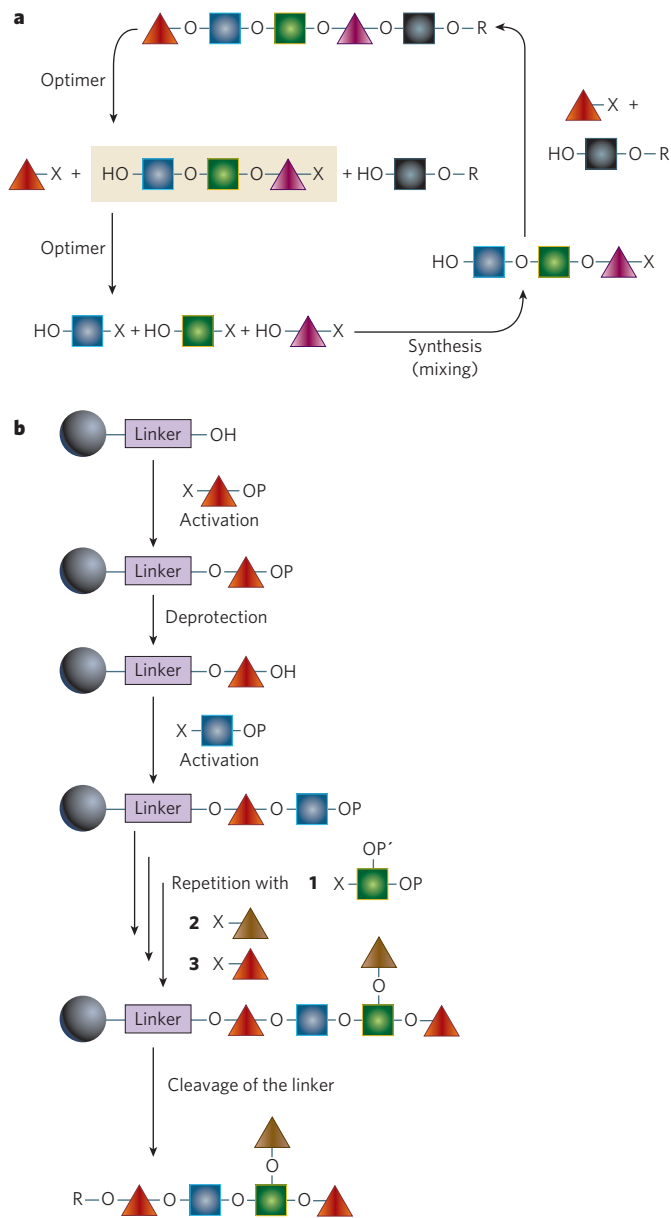 a
O O O O O–R
Optimer
X +
HO O O X + HO O–R
X +
HO O–R
Optimer
HO O O X
HO X + HO X + HO X
Synthesis
(mixing)
b
Linker OH
X OP
Activation
Linker O OP
Deprotection
Linker O OH
X OP
Activation
Linker O O OP
OP´
Repetition with 1 X OP
2 X
3 X
O
Linker O O O O
Cleavage of the linker
O
R–O O O O